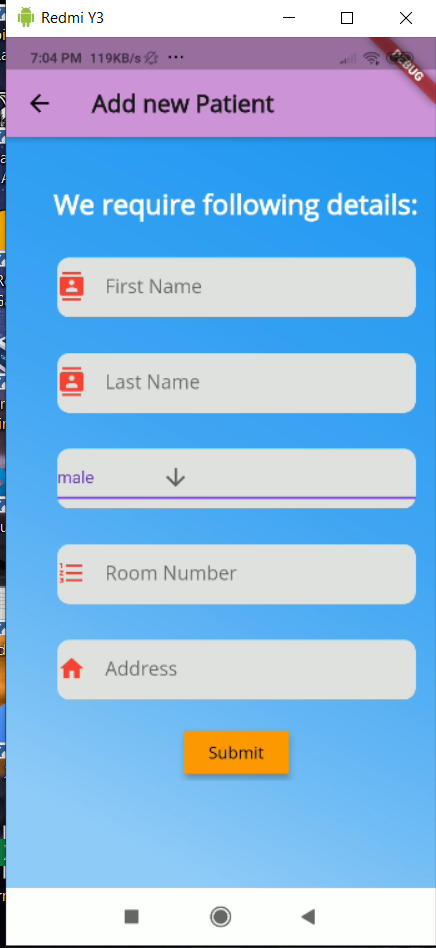 Redmi Y3
7:04 PM 119KB/s ...
DEBUG
Add new Patient
We require following details:
First Name
Last Name
male
Room Number
Address
Submit